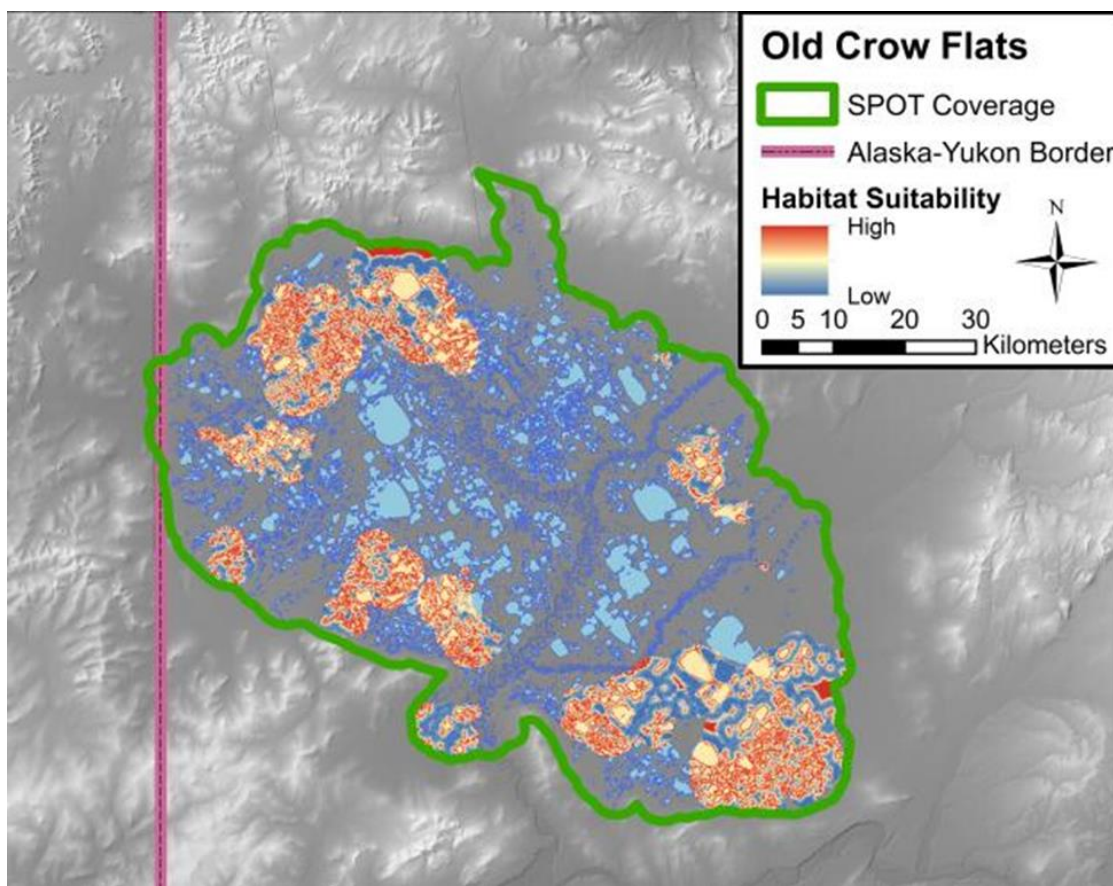 Old Crow Flats
SPOT Coverage
Alaska-Yukon Border
Habitat Suitability
High
Low
N
0 5 10 20 30
Kilometers